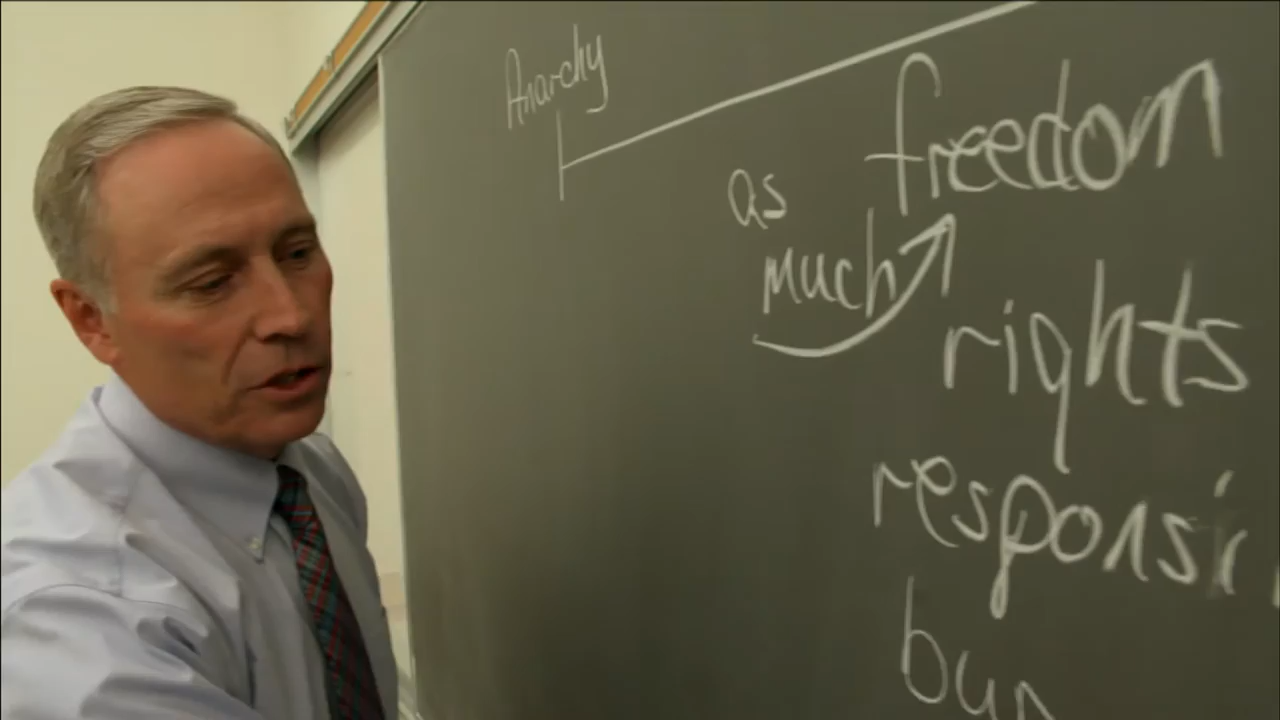 Anarchy
freedom
as
much
rights
responsi
bur